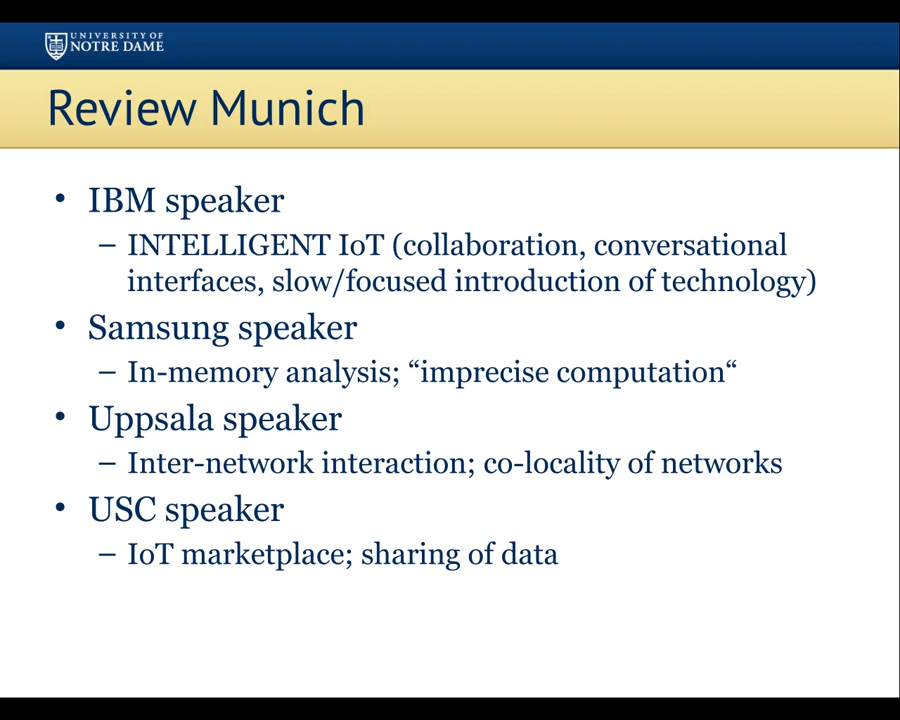 UNIVERSITY OF
NOTRE DAME
Review Munich
• IBM speaker
– INTELLIGENT IoT (collaboration, conversational
interfaces, slow/focused introduction of technology)
• Samsung speaker
– In-memory analysis; “imprecise computation“
• Uppsala speaker
– Inter-network interaction; co-locality of networks
• USC speaker
– IoT marketplace; sharing of data